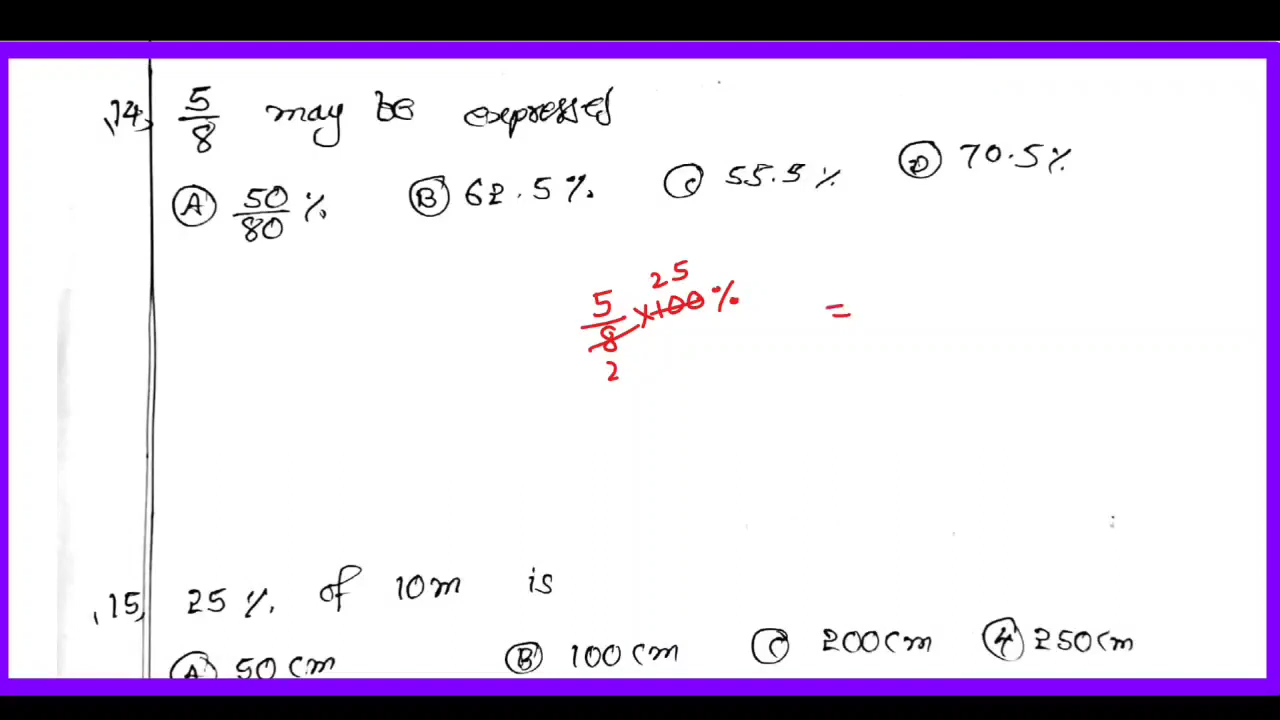 14, 5/8 may be expressed
(A) 50/80 % (B) 62.5 % (C) 55.5 % (D) 70.5 %
25
5/8 × 100 % =
2
15, 25 % of 10m is
(A) 50 cm (B) 100 cm (C) 200 cm (4) 250 cm